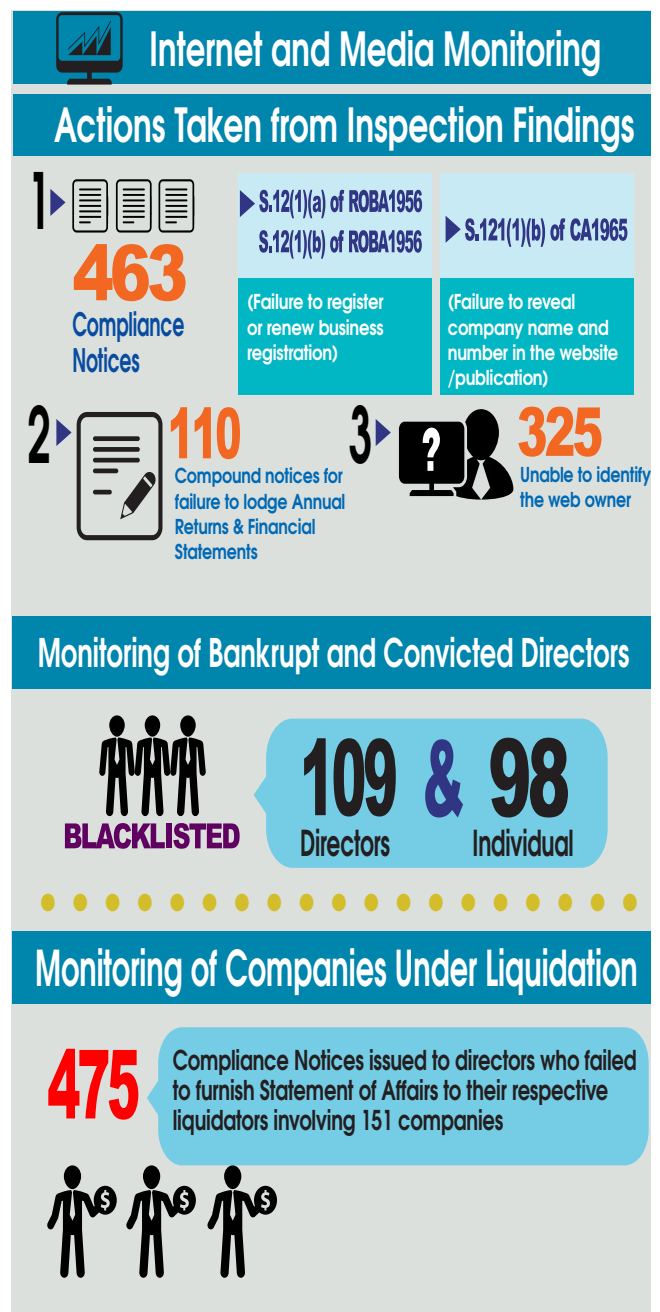 Internet and Media Monitoring
Actions Taken from Inspection Findings
1
463
Compliance
Notices
S.12(1)(a) of ROBA1956
S.12(1)(b) of ROBA1956
(Failure to register
or renew business
registration)
S.121(1)(b) of CA1965
(Failure to reveal
company name and
number in the website
/publication)
2
110
Compound notices for
failure to lodge Annual
Returns & Financial
Statements
3
?
325
Unable to identify
the web owner
Monitoring of Bankrupt and Convicted Directors
BLACKLISTED
109 & 98
Directors Individual
Monitoring of Companies Under Liquidation
475
Compliance Notices issued to directors who failed
to furnish Statement of Affairs to their respective
liquidators involving 151 companies
$ $ $